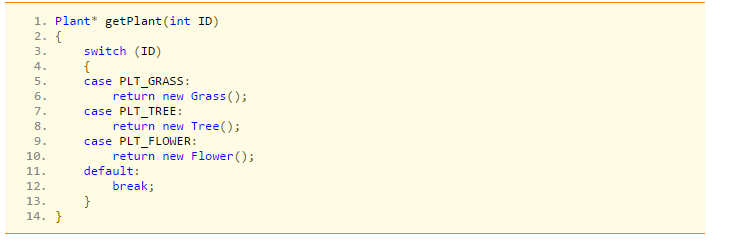 1. Plant* getPlant(int ID)
2. {
3.     switch (ID)
4.     {
5.     case PLT_GRASS:
6.         return new Grass();
7.     case PLT_TREE:
8.         return new Tree();
9.     case PLT_FLOWER:
10.         return new Flower();
11.     default:
12.         break;
13.     }
14. }